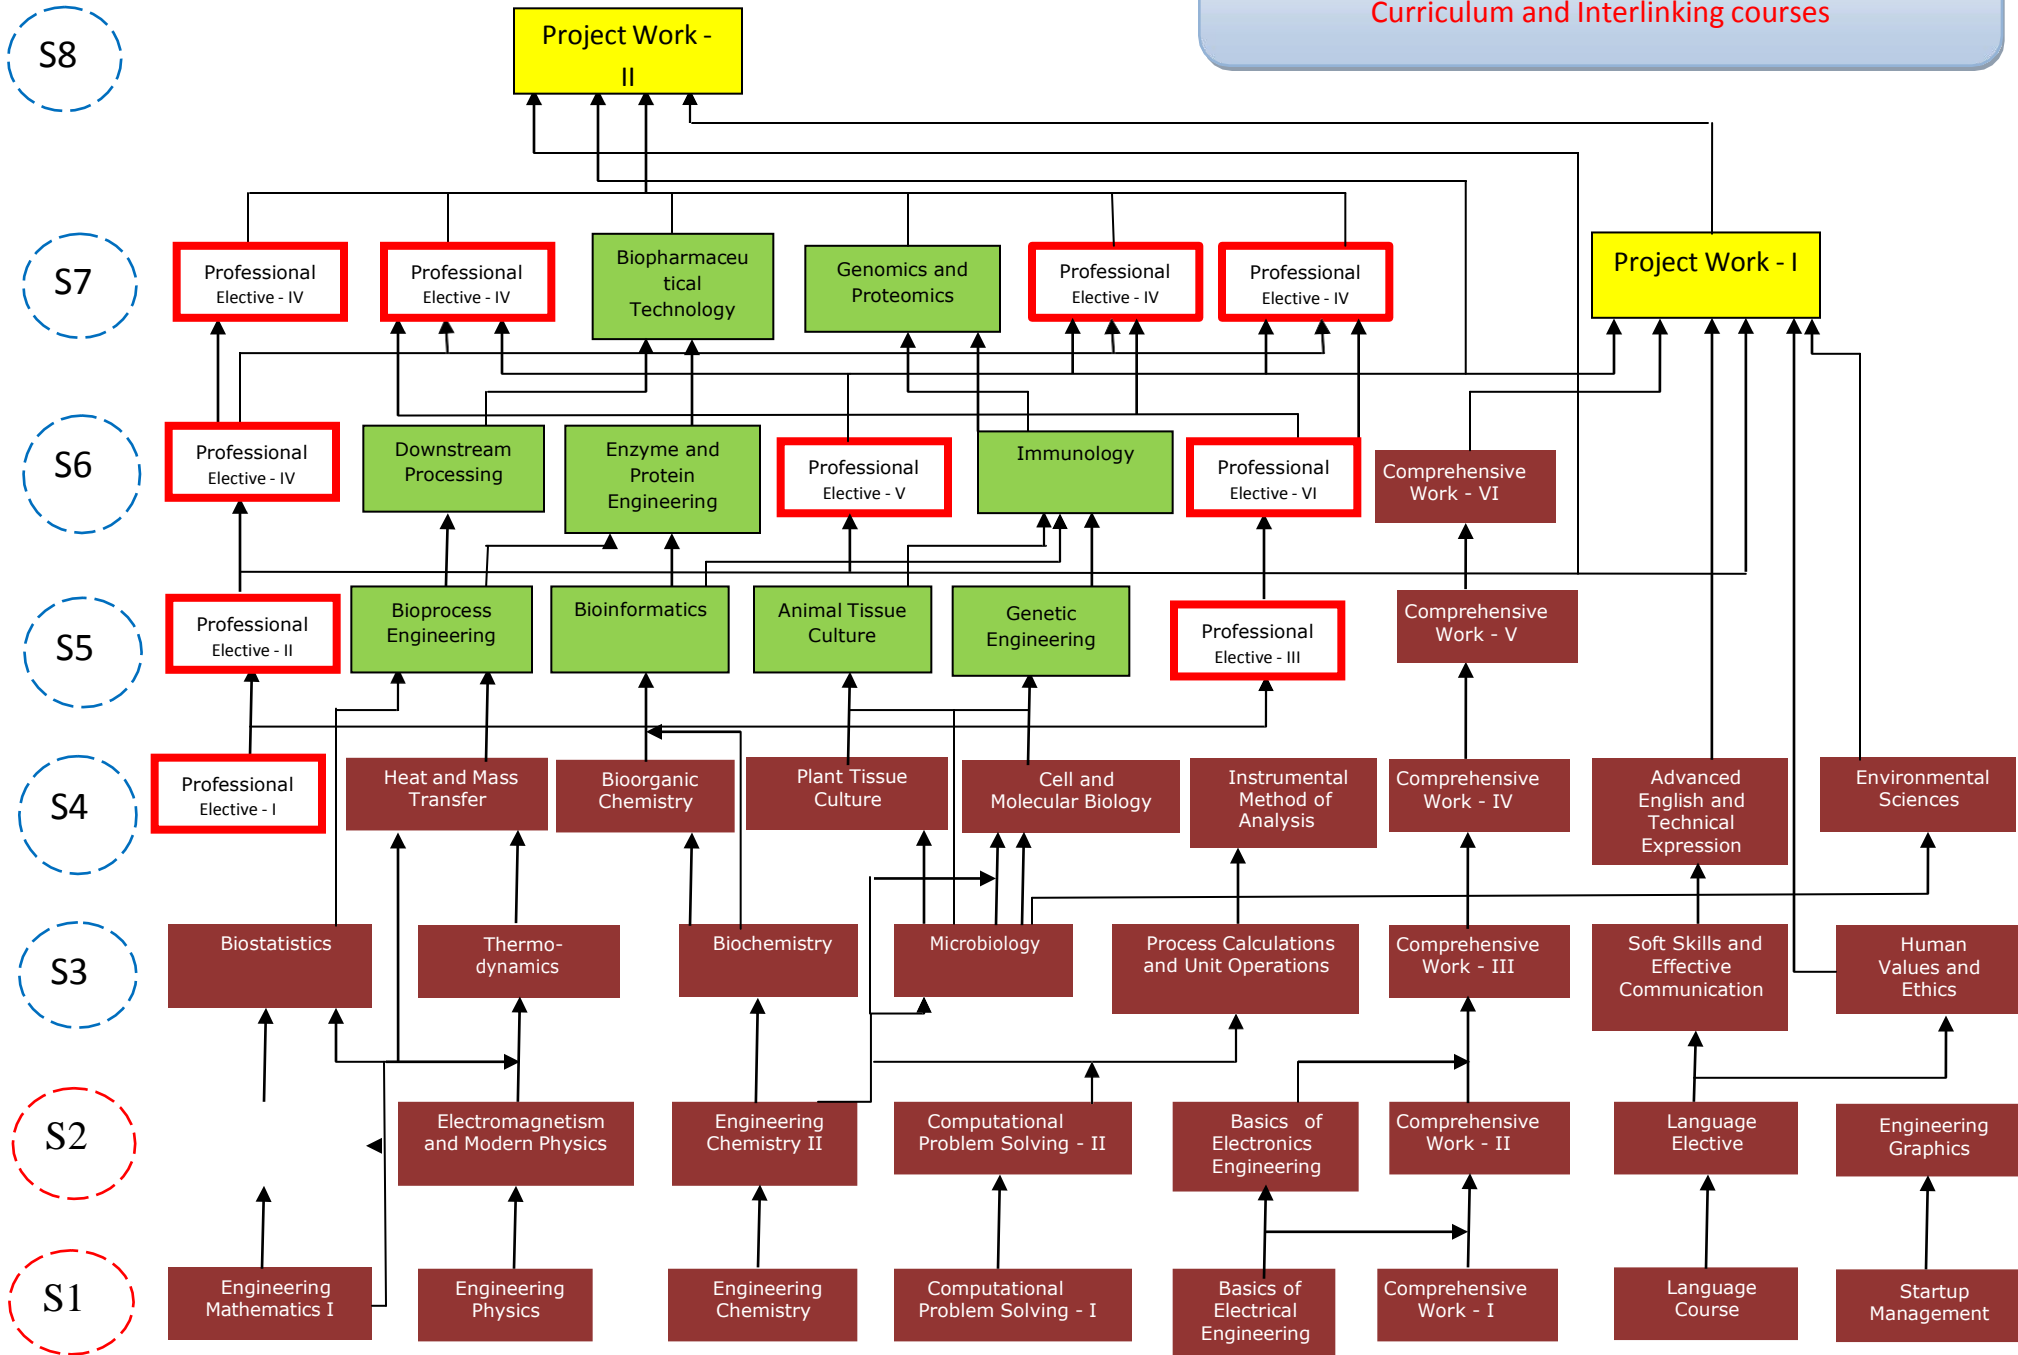 Curriculum and Interlinking courses
S8
Project Work -
II
S7
Professional
Elective - IV
Professional
Elective - IV
Biopharmaceu
tical
Technology
Genomics and
Proteomics
Professional
Elective - IV
Professional
Elective - IV
Project Work - I
S6
Professional
Elective - IV
Downstream
Processing
Enzyme and
Protein
Engineering
Professional
Elective - V
Immunology
Professional
Elective - VI
Comprehensive
Work - VI
S5
Professional
Elective - II
Bioprocess
Engineering
Bioinformatics
Animal Tissue
Culture
Genetic
Engineering
Professional
Elective - III
Comprehensive
Work - V
S4
Professional
Elective - I
Heat and Mass
Transfer
Bioorganic
Chemistry
Plant Tissue
Culture
Cell and
Molecular Biology
Instrumental
Method of
Analysis
Comprehensive
Work - IV
Advanced
English and
Technical
Expression
Environmental
Sciences
S3
Biostatistics
Thermo-
dynamics
Biochemistry
Microbiology
Process Calculations
and Unit Operations
Comprehensive
Work - III
Soft Skills and
Effective
Communication
Human
Values and
Ethics
S2
Electromagnetism
and Modern Physics
Engineering
Chemistry II
Computational
Problem Solving - II
Basics of
Electronics
Engineering
Comprehensive
Work - II
Language
Elective
Engineering
Graphics
S1
Engineering
Mathematics I
Engineering
Physics
Engineering
Chemistry
Computational
Problem Solving - I
Basics of
Electrical
Engineering
Comprehensive
Work - I
Language
Course
Startup
Management